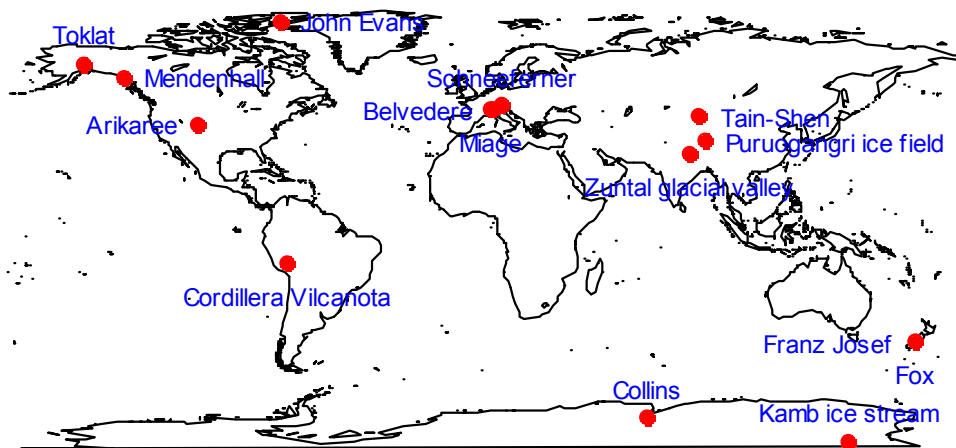 John Evans
Toklat
Mendenhall
Schneeferner
Belvedere
Arikaree
Miage
Tain-Shen
Puruogangri ice field
Zuntal glacial valley
Cordillera Vilcanota
Franz Josef
Fox
Collins
Kamb ice stream